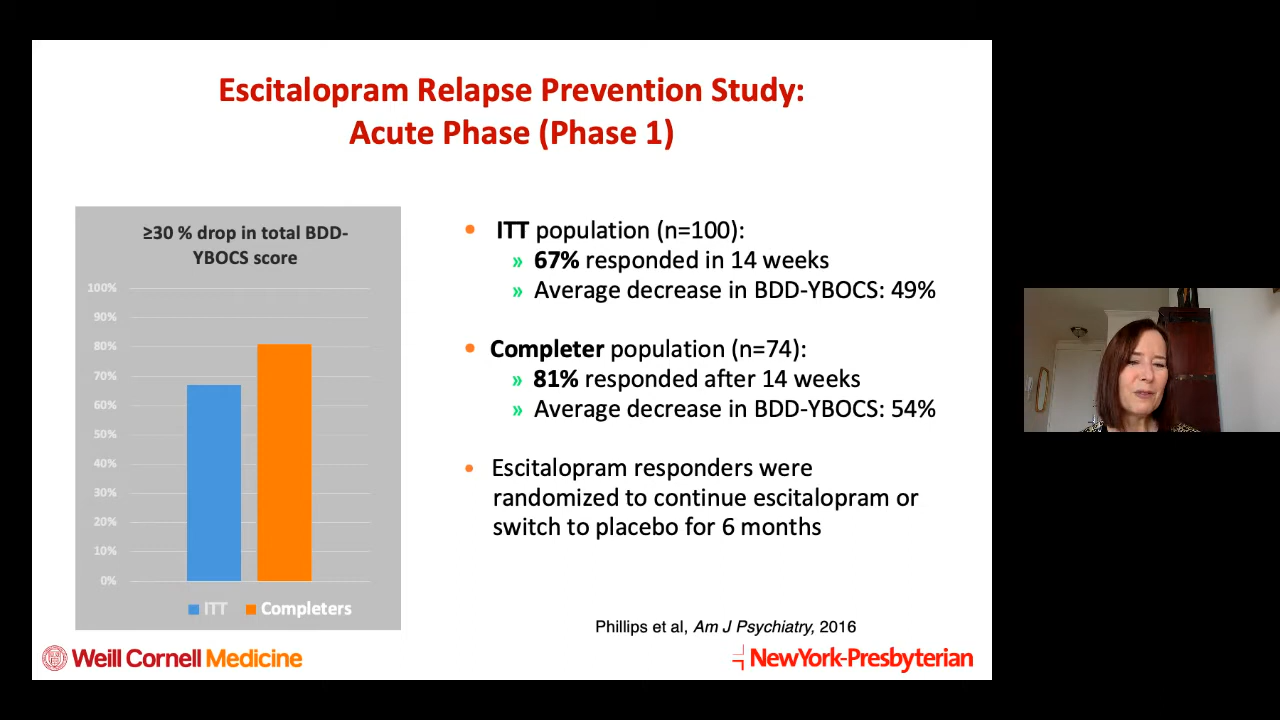 Escitalopram Relapse Prevention Study:
Acute Phase (Phase 1)
≥30 % drop in total BDD-
YBOCS score
100%
90%
80%
70%
60%
50%
40%
30%
20%
10%
0%
ITT Completers
• ITT population (n=100):
» 67% responded in 14 weeks
» Average decrease in BDD-YBOCS: 49%
• Completer population (n=74):
» 81% responded after 14 weeks
» Average decrease in BDD-YBOCS: 54%
• Escitalopram responders were
randomized to continue escitalopram or
switch to placebo for 6 months
Phillips et al, Am J Psychiatry, 2016
Weill Cornell Medicine
NewYork-Presbyterian